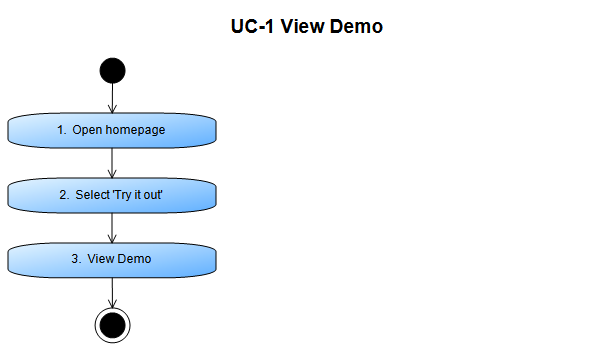 UC-1 View Demo
1. Open homepage
2. Select 'Try it out'
3. View Demo